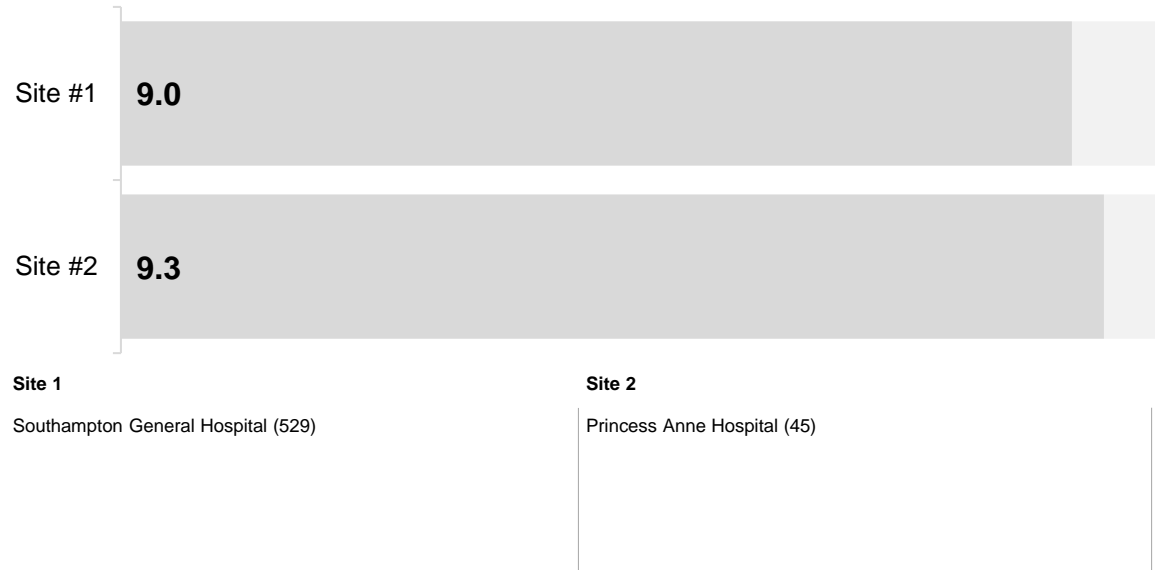 Site #1 9.0
Site #2 9.3
Site 1 Site 2
Southampton General Hospital (529) Princess Anne Hospital (45)